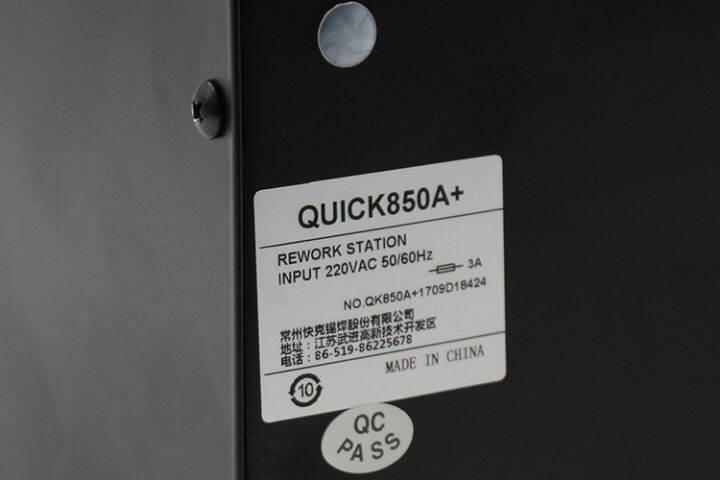 QUICK850A+
REWORK STATION
INPUT 220VAC 50/60Hz
3A
NO.QK850A+1709D18424
常州快克锡焊股份有限公司
地址：江苏武进高新技术开发区
电话：86-519-86225678
MADE IN CHINA
10
QC
PASS